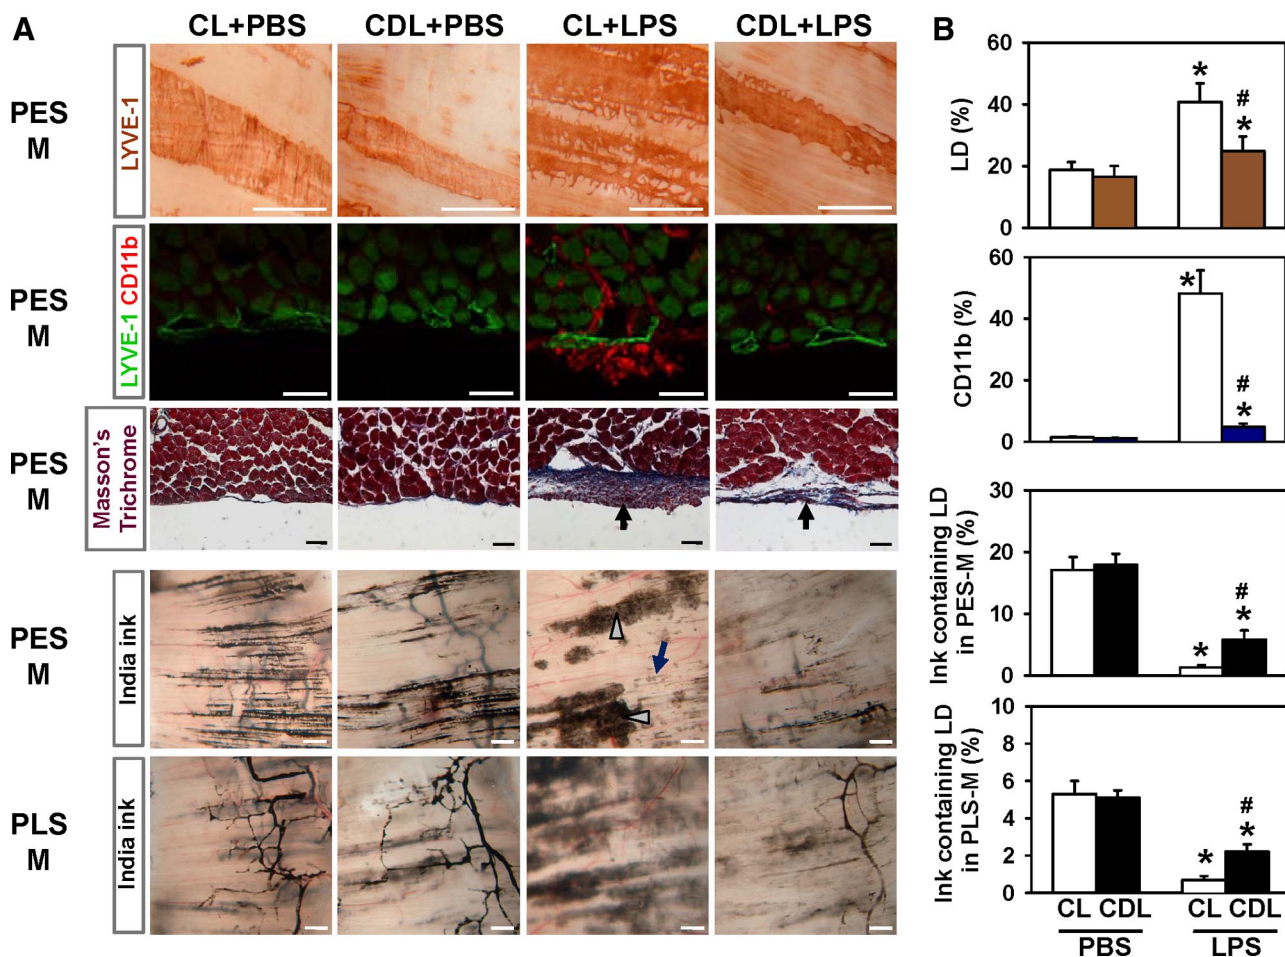 A
CL+PBS CDL+PBS CL+LPS CDL+LPS
PES
M
LYVE-1
PES
M
LYVE-1 CD11b
PES
M
Masson's
Trichrome
PES
M
India ink
PLS
M
India ink
B
60
40
20
0
LD (%)
*
#
*
60
40
20
0
CD11b (%)
*
#
*
30
20
10
0
Ink containing LD
in PES-M (%)
*
#
*
10
8
6
4
2
0
Ink containing LD
in PLS-M (%)
*
#
*
CL CDL CL CDL
PBS LPS